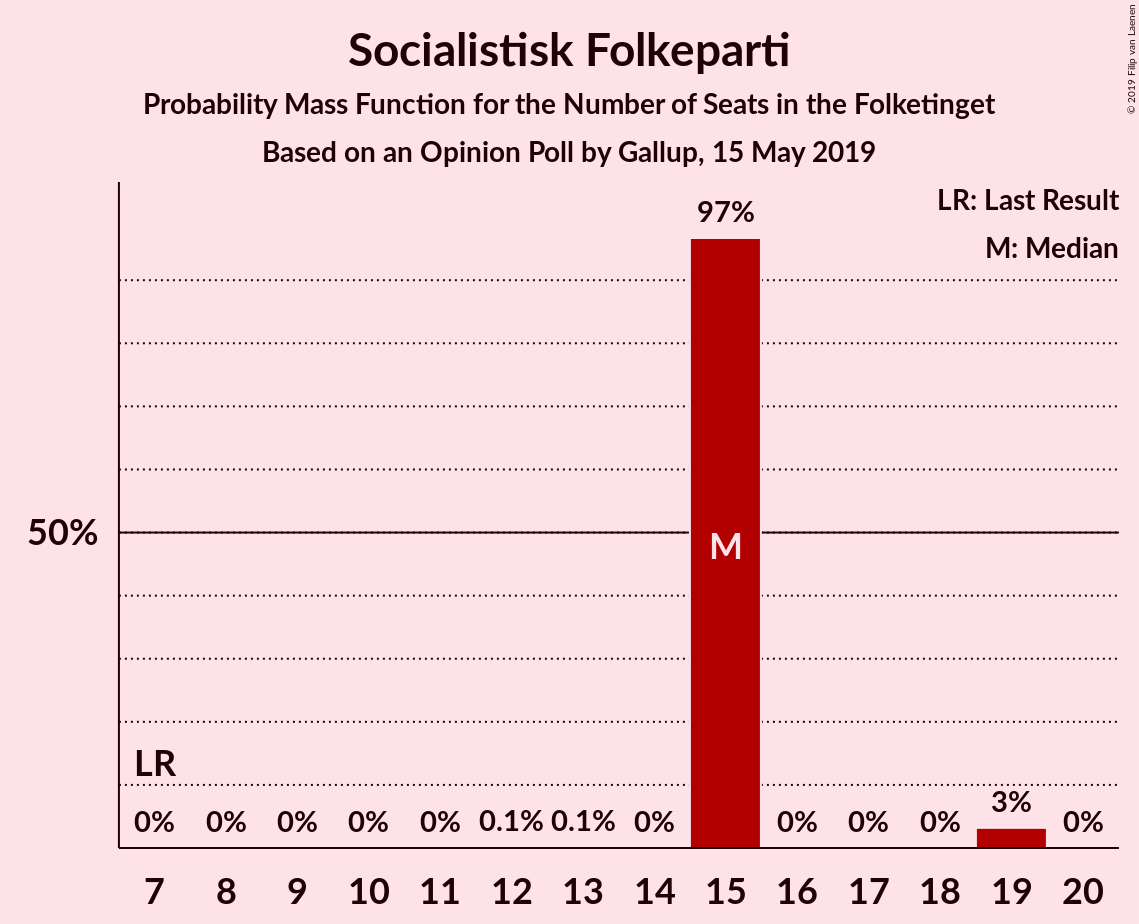 Socialistisk Folkeparti
Probability Mass Function for the Number of Seats in the Folketinget
Based on an Opinion Poll by Gallup, 15 May 2019
© 2019 Filip van Laenen
LR: Last Result
M: Median
97%
50%
M
LR
0% 0% 0% 0% 0% 0.1% 0.1% 0% 0% 0% 0% 3% 0%
7 8 9 10 11 12 13 14 15 16 17 18 19 20